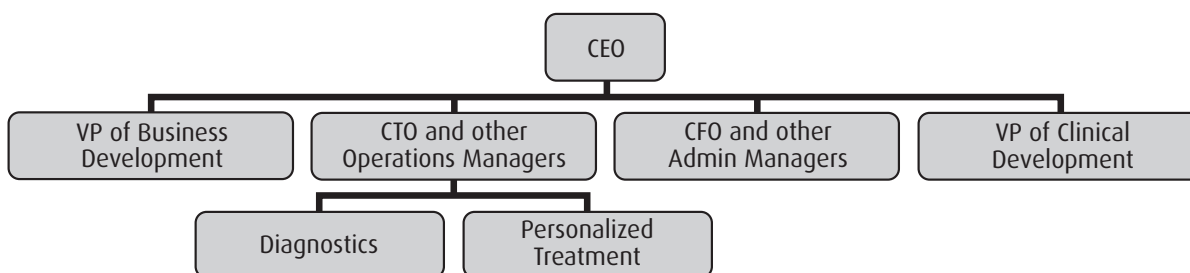 CEO
VP of Business
Development
CTO and other
Operations Managers
CFO and other
Admin Managers
VP of Clinical
Development
Diagnostics
Personalized
Treatment